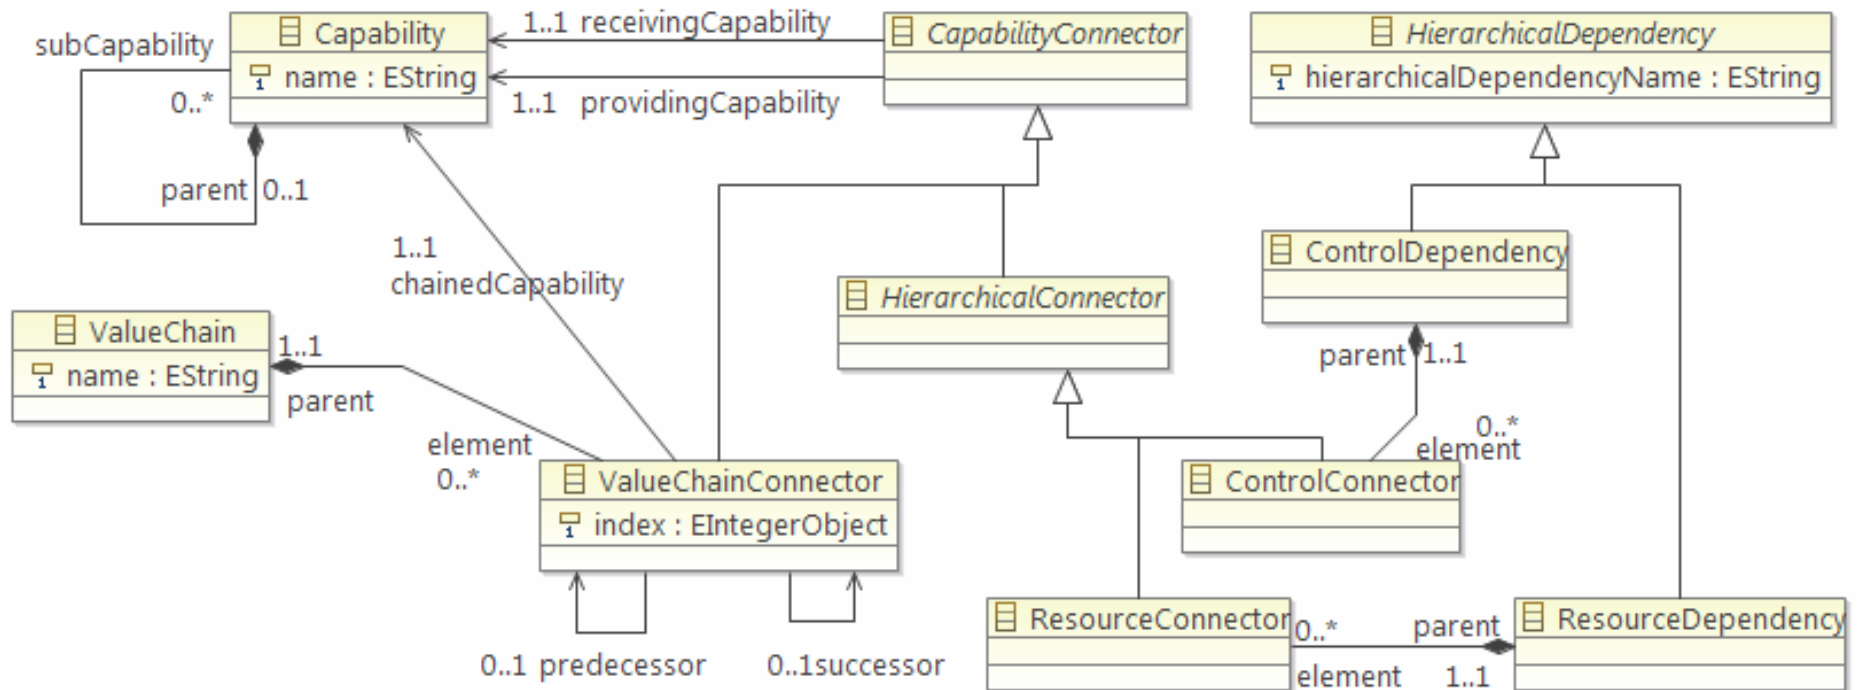 subCapability
0..*
Capability
name : EString
parent 0..1
1..1 receivingCapability
1..1 providingCapability
CapabilityConnector
HierarchicalDependency
hierarchicalDependencyName : EString
1..1
chainedCapability
HierarchicalConnector
ControlDependency
parent 1..1
0..*
element
ValueChain
name : EString
1..1
parent
element
0..*
ValueChainConnector
index : EIntegerObject
0..1 predecessor
0..1successor
ControlConnector
ResourceConnector
0..*
element
parent
1..1
ResourceDependency